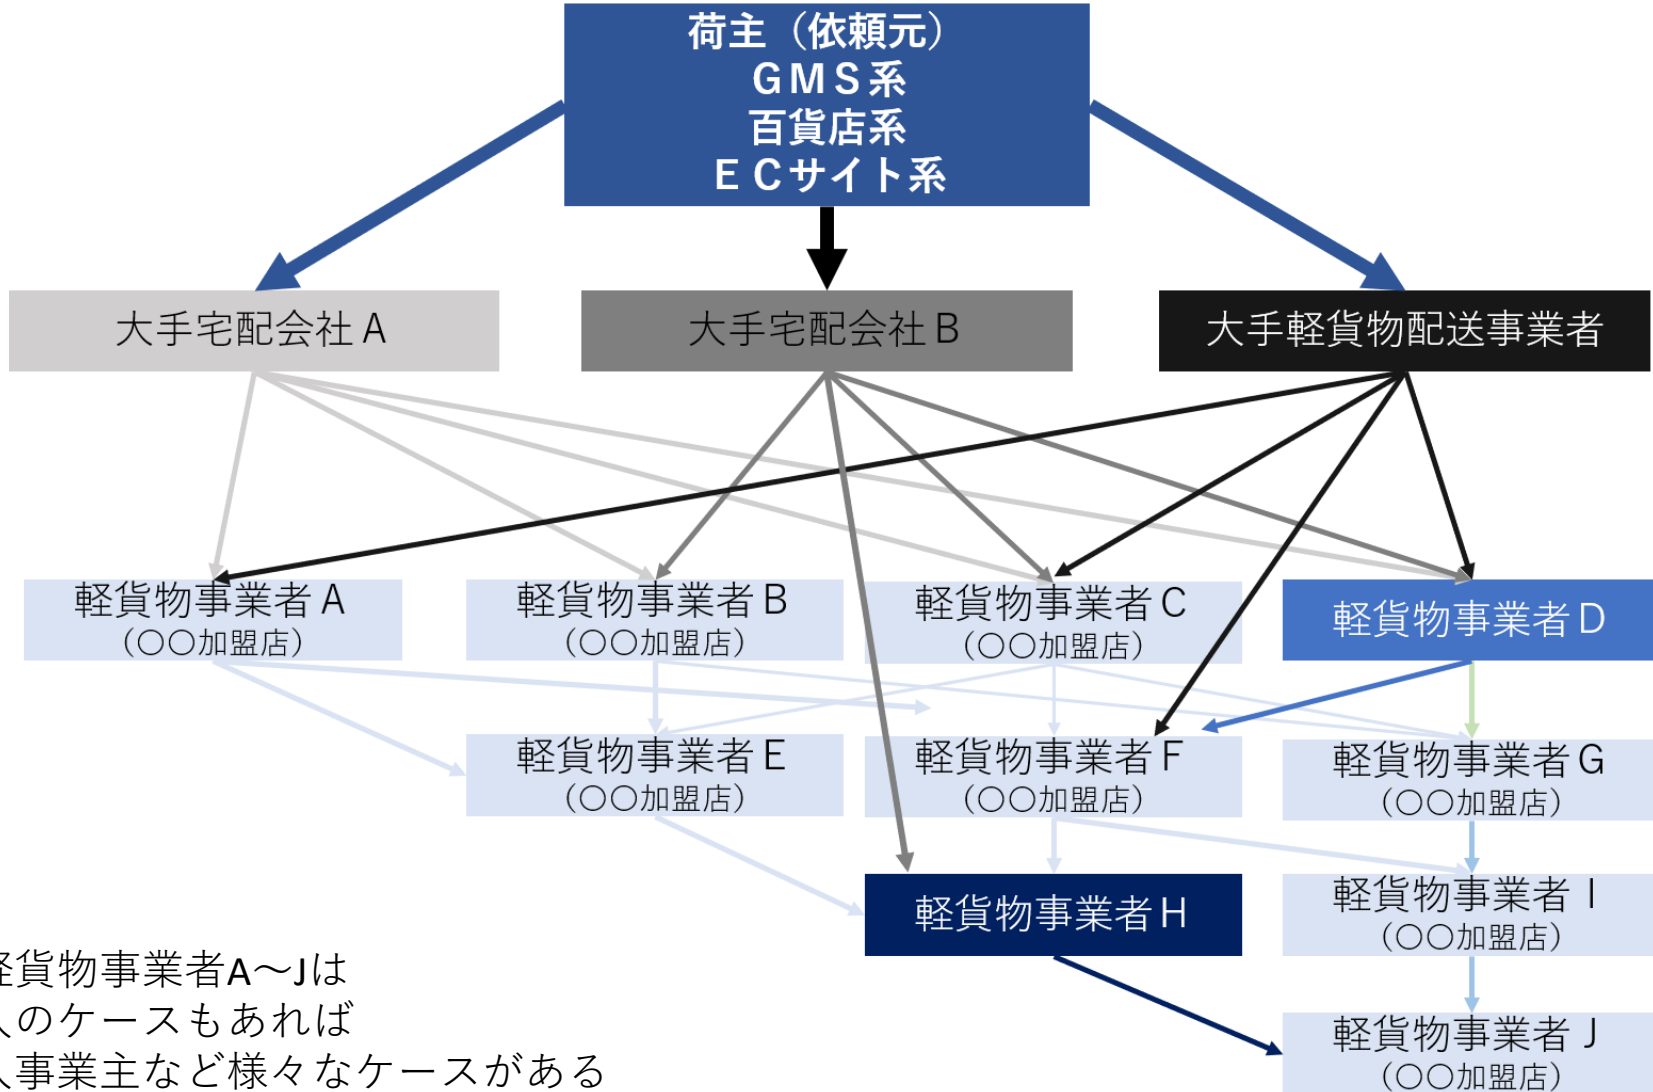 荷主（依頼元）
ＧＭＳ系
百貨店系
ＥＣサイト系
大手宅配会社Ａ
大手宅配会社Ｂ
大手軽貨物配送事業者
軽貨物事業者Ａ
（〇〇加盟店）
軽貨物事業者Ｂ
（〇〇加盟店）
軽貨物事業者Ｃ
（〇〇加盟店）
軽貨物事業者Ｄ
軽貨物事業者Ｅ
（〇〇加盟店）
軽貨物事業者Ｆ
（〇〇加盟店）
軽貨物事業者Ｇ
（〇〇加盟店）
軽貨物事業者Ｈ
軽貨物事業者Ｉ
（〇〇加盟店）
軽貨物事業者Ｊ
（〇〇加盟店）
軽貨物事業者A～Jは
人のケースもあれば
人事業主など様々なケースがある